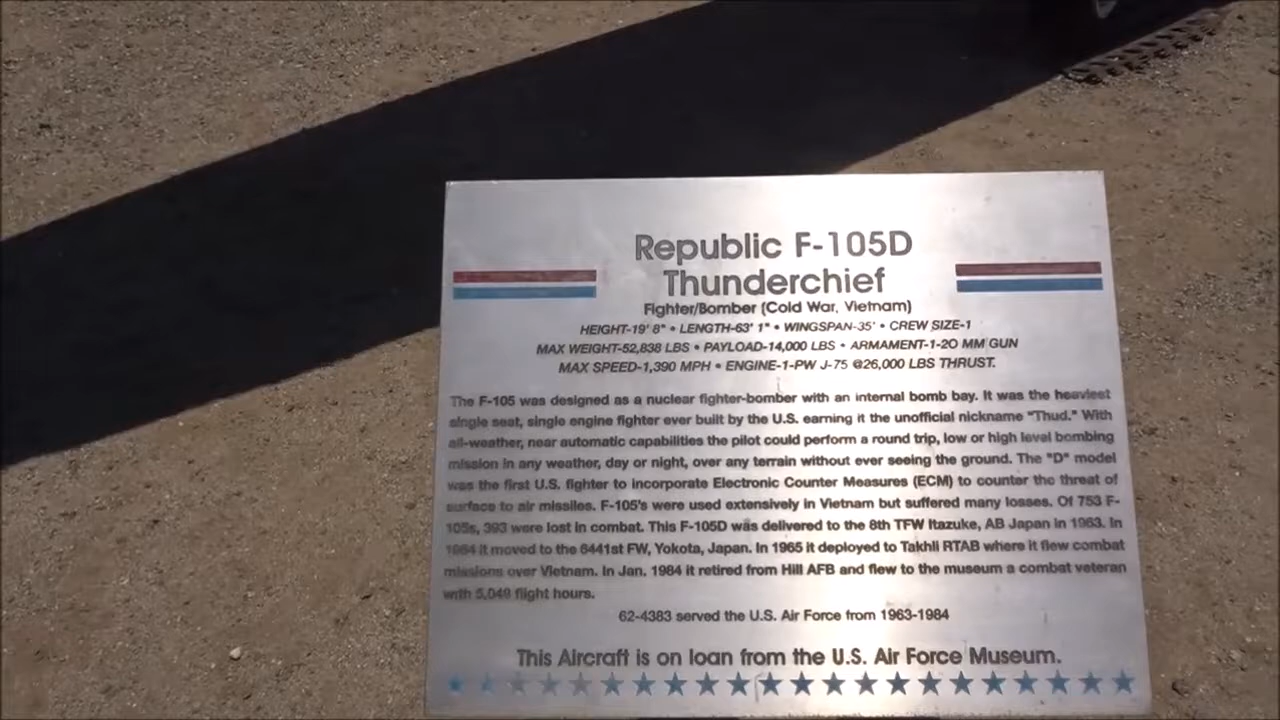 Republic F-105D
Thunderchief
Fighter/Bomber (Cold War, Vietnam)
HEIGHT-19' 8" • LENGTH-63' 1" • WINGSPAN-35' • CREW SIZE-1
MAX WEIGHT-52,838 LBS • PAYLOAD-14,000 LBS • ARMAMENT-1-20 MM GUN
MAX SPEED-1,390 MPH • ENGINE-1-PW J-75 @26,000 LBS THRUST.
The F-105 was designed as a nuclear fighter-bomber with an internal bomb bay. It was the heaviest
single seat, single engine fighter ever built by the U.S. earning it the unofficial nickname "Thud." With
all-weather, near automatic capabilities the pilot could perform a round trip, low or high level bombing
mission in any weather, day or night, over any terrain without ever seeing the ground. The "D" model
was the first U.S. fighter to incorporate Electronic Counter Measures (ECM) to counter the threat of
surface to air missiles. F-105's were used extensively in Vietnam but suffered many losses. Of 753 F-
105s, 393 were lost in combat. This F-105D was delivered to the 8th TFW Itazuke, AB Japan in 1963. In
1964 it moved to the 6441st FW, Yokota, Japan. In 1965 it deployed to Takhli RTAB where it flew combat
missions over Vietnam. In Jan. 1984 it retired from Hill AFB and flew to the museum a combat veteran
with 5,049 flight hours.
62-4383 served the U.S. Air Force from 1963-1984
This Aircraft is on loan from the U.S. Air Force Museum.